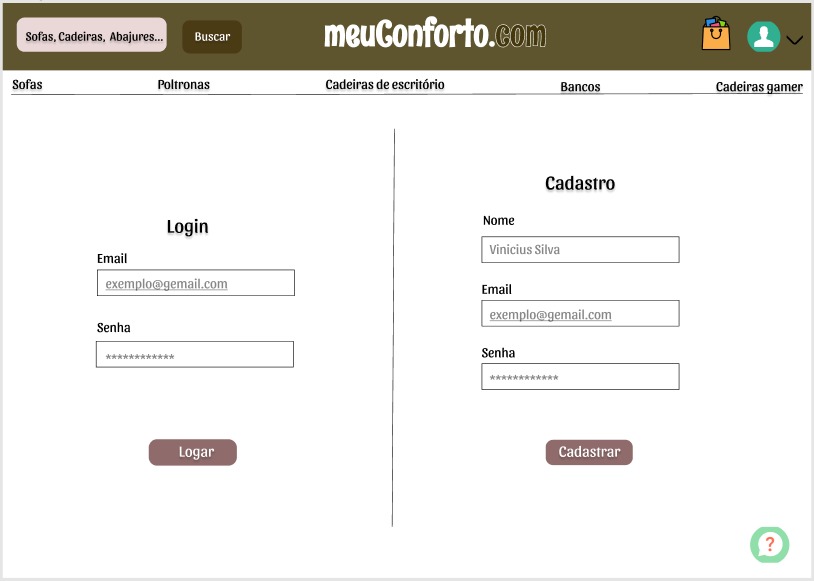 Sofas, Cadeiras, Abajures...
Buscar
meuConforto.com
Sofas
Poltronas
Cadeiras de escritório
Bancos
Cadeiras gamer
Login
Email
exemplo@gemail.com
Senha
************
Logar
Cadastro
Nome
Vinicius Silva
Email
exemplo@gemail.com
Senha
************
Cadastrar
?